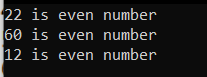 22 is even number
60 is even number
12 is even number